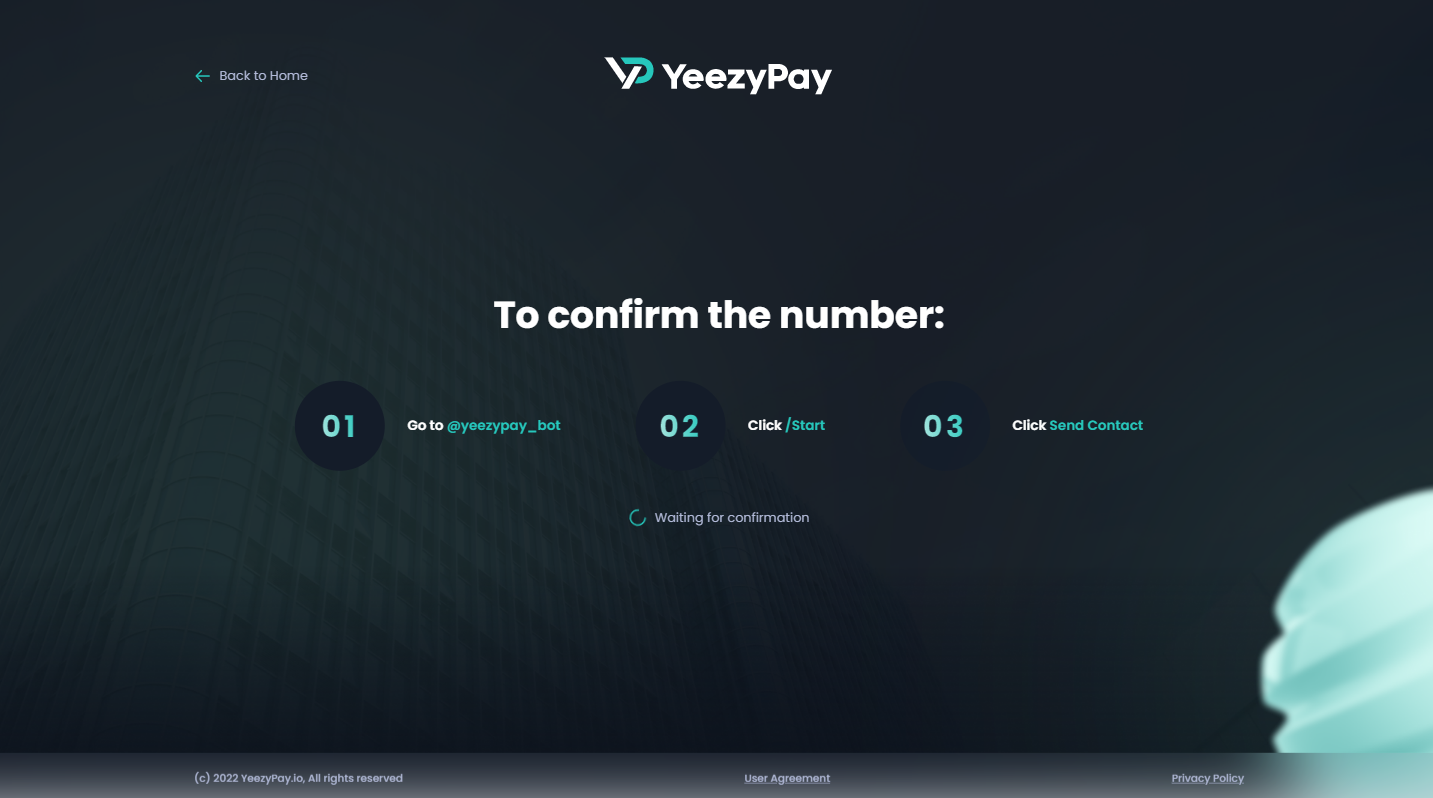 Back to Home
YeezyPay
To confirm the number:
01
Go to @yeezypay_bot
02
Click /Start
03
Click Send Contact
Waiting for confirmation
(c) 2022 YeezyPay.io, All rights reserved
User Agreement
Privacy Policy